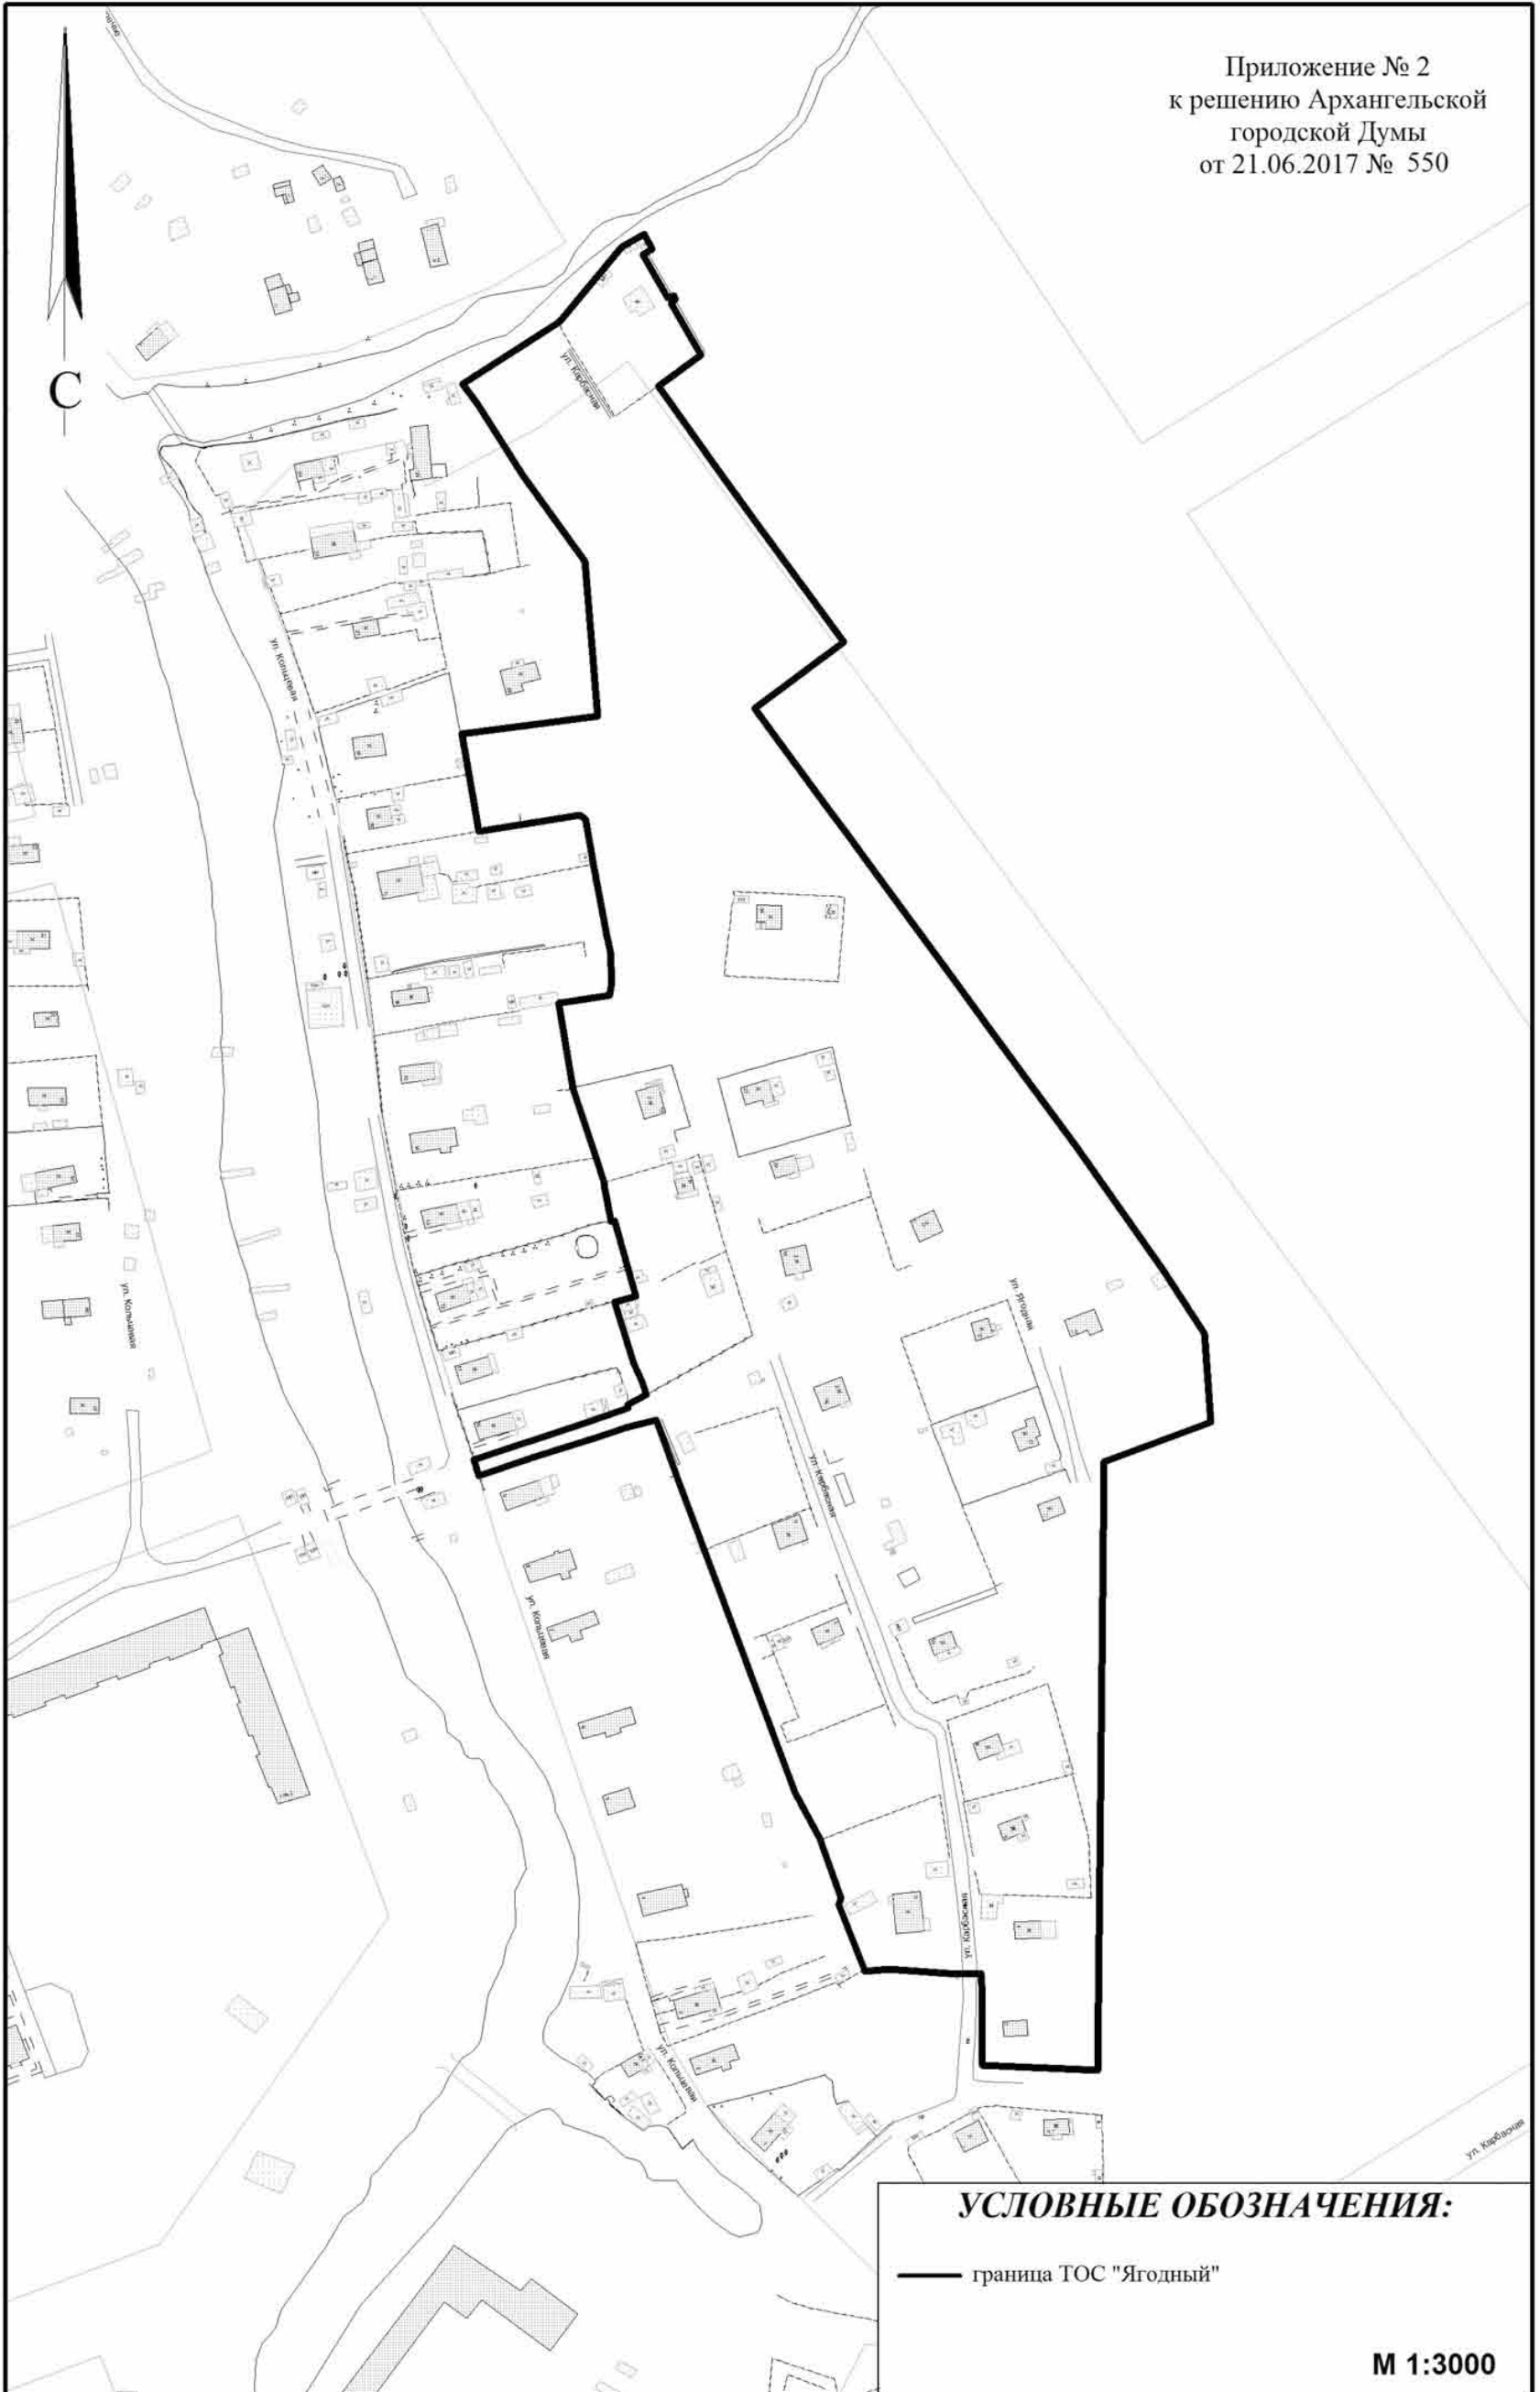 Приложение № 2
к решению Архангельской
городской Думы
от 21.06.2017 № 550
С
ул. Карбасная
ул. Кольцевая
ул. Кольцевая
ул. Ягодная
ул. Карбасная
ул. Кольцевая
ул. Карбасная
ул. Кольцевая
ул. Карбасная
УСЛОВНЫЕ ОБОЗНАЧЕНИЯ:
граница ТОС "Ягодный"
М 1:3000